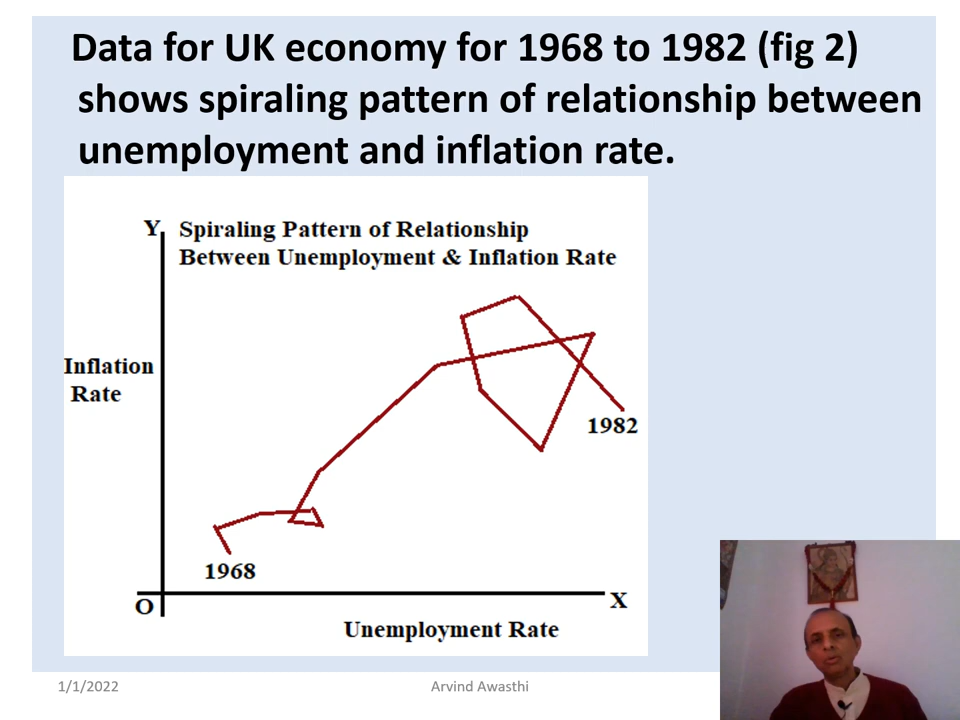 Data for UK economy for 1968 to 1982 (fig 2)
shows spiraling pattern of relationship between
unemployment and inflation rate.
Y
Spiraling Pattern of Relationship
Between Unemployment & Inflation Rate
Inflation
Rate
1982
1968
O
X
Unemployment Rate
1/1/2022
Arvind Awasthi